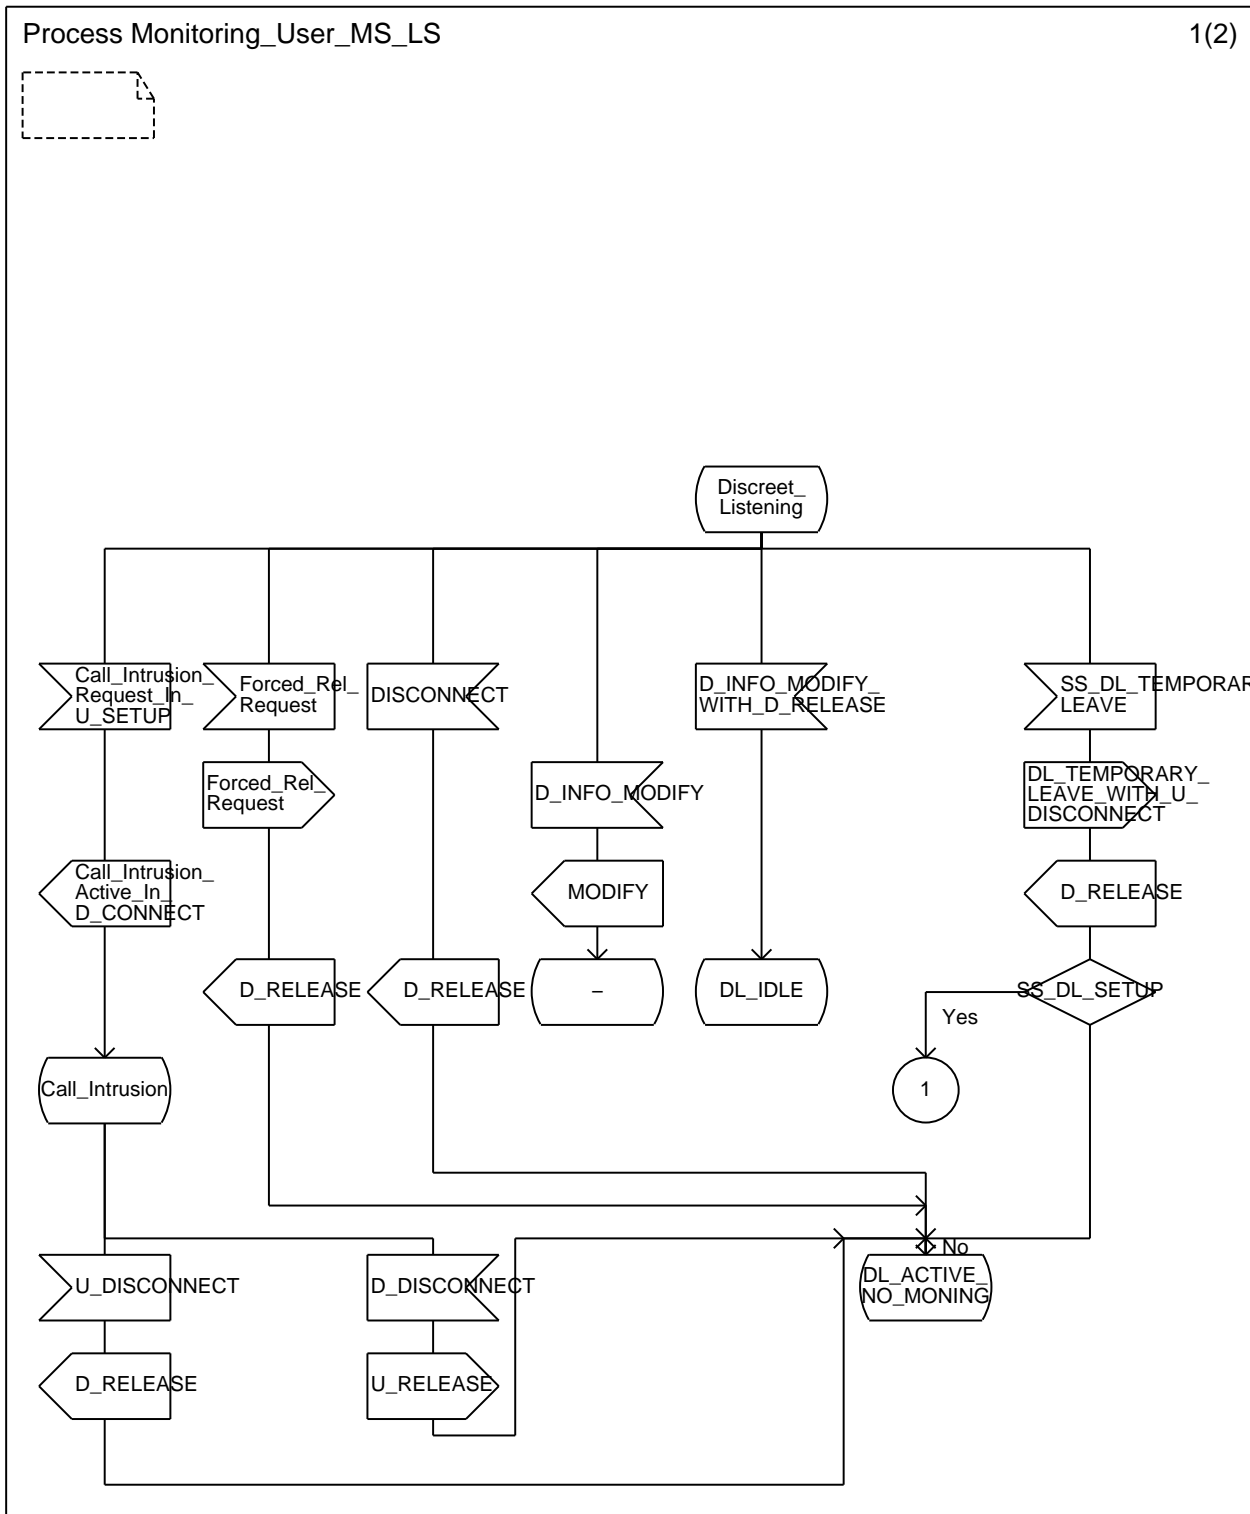 Process Monitoring_User_MS_LS
1(2)
Discreet_
Listening
Call_Intrusion_
Request_In_
U_SETUP
Forced_Rel_
Request
DISCONNECT
D_INFO_MODIFY_
WITH_D_RELEASE
SS_DL_TEMPORAR
LEAVE
Forced_Rel_
Request
D_INFO_MODIFY
DL_TEMPORARY_
LEAVE_WITH_U_
DISCONNECT
Call_Intrusion_
Active_In_
D_CONNECT
MODIFY
D_RELEASE
D_RELEASE
D_RELEASE
–
DL_IDLE
SS_DL_SETUP
Yes
Call_Intrusion
1
No
U_DISCONNECT
D_DISCONNECT
DL_ACTIVE_
NO_MONING
D_RELEASE
U_RELEASE